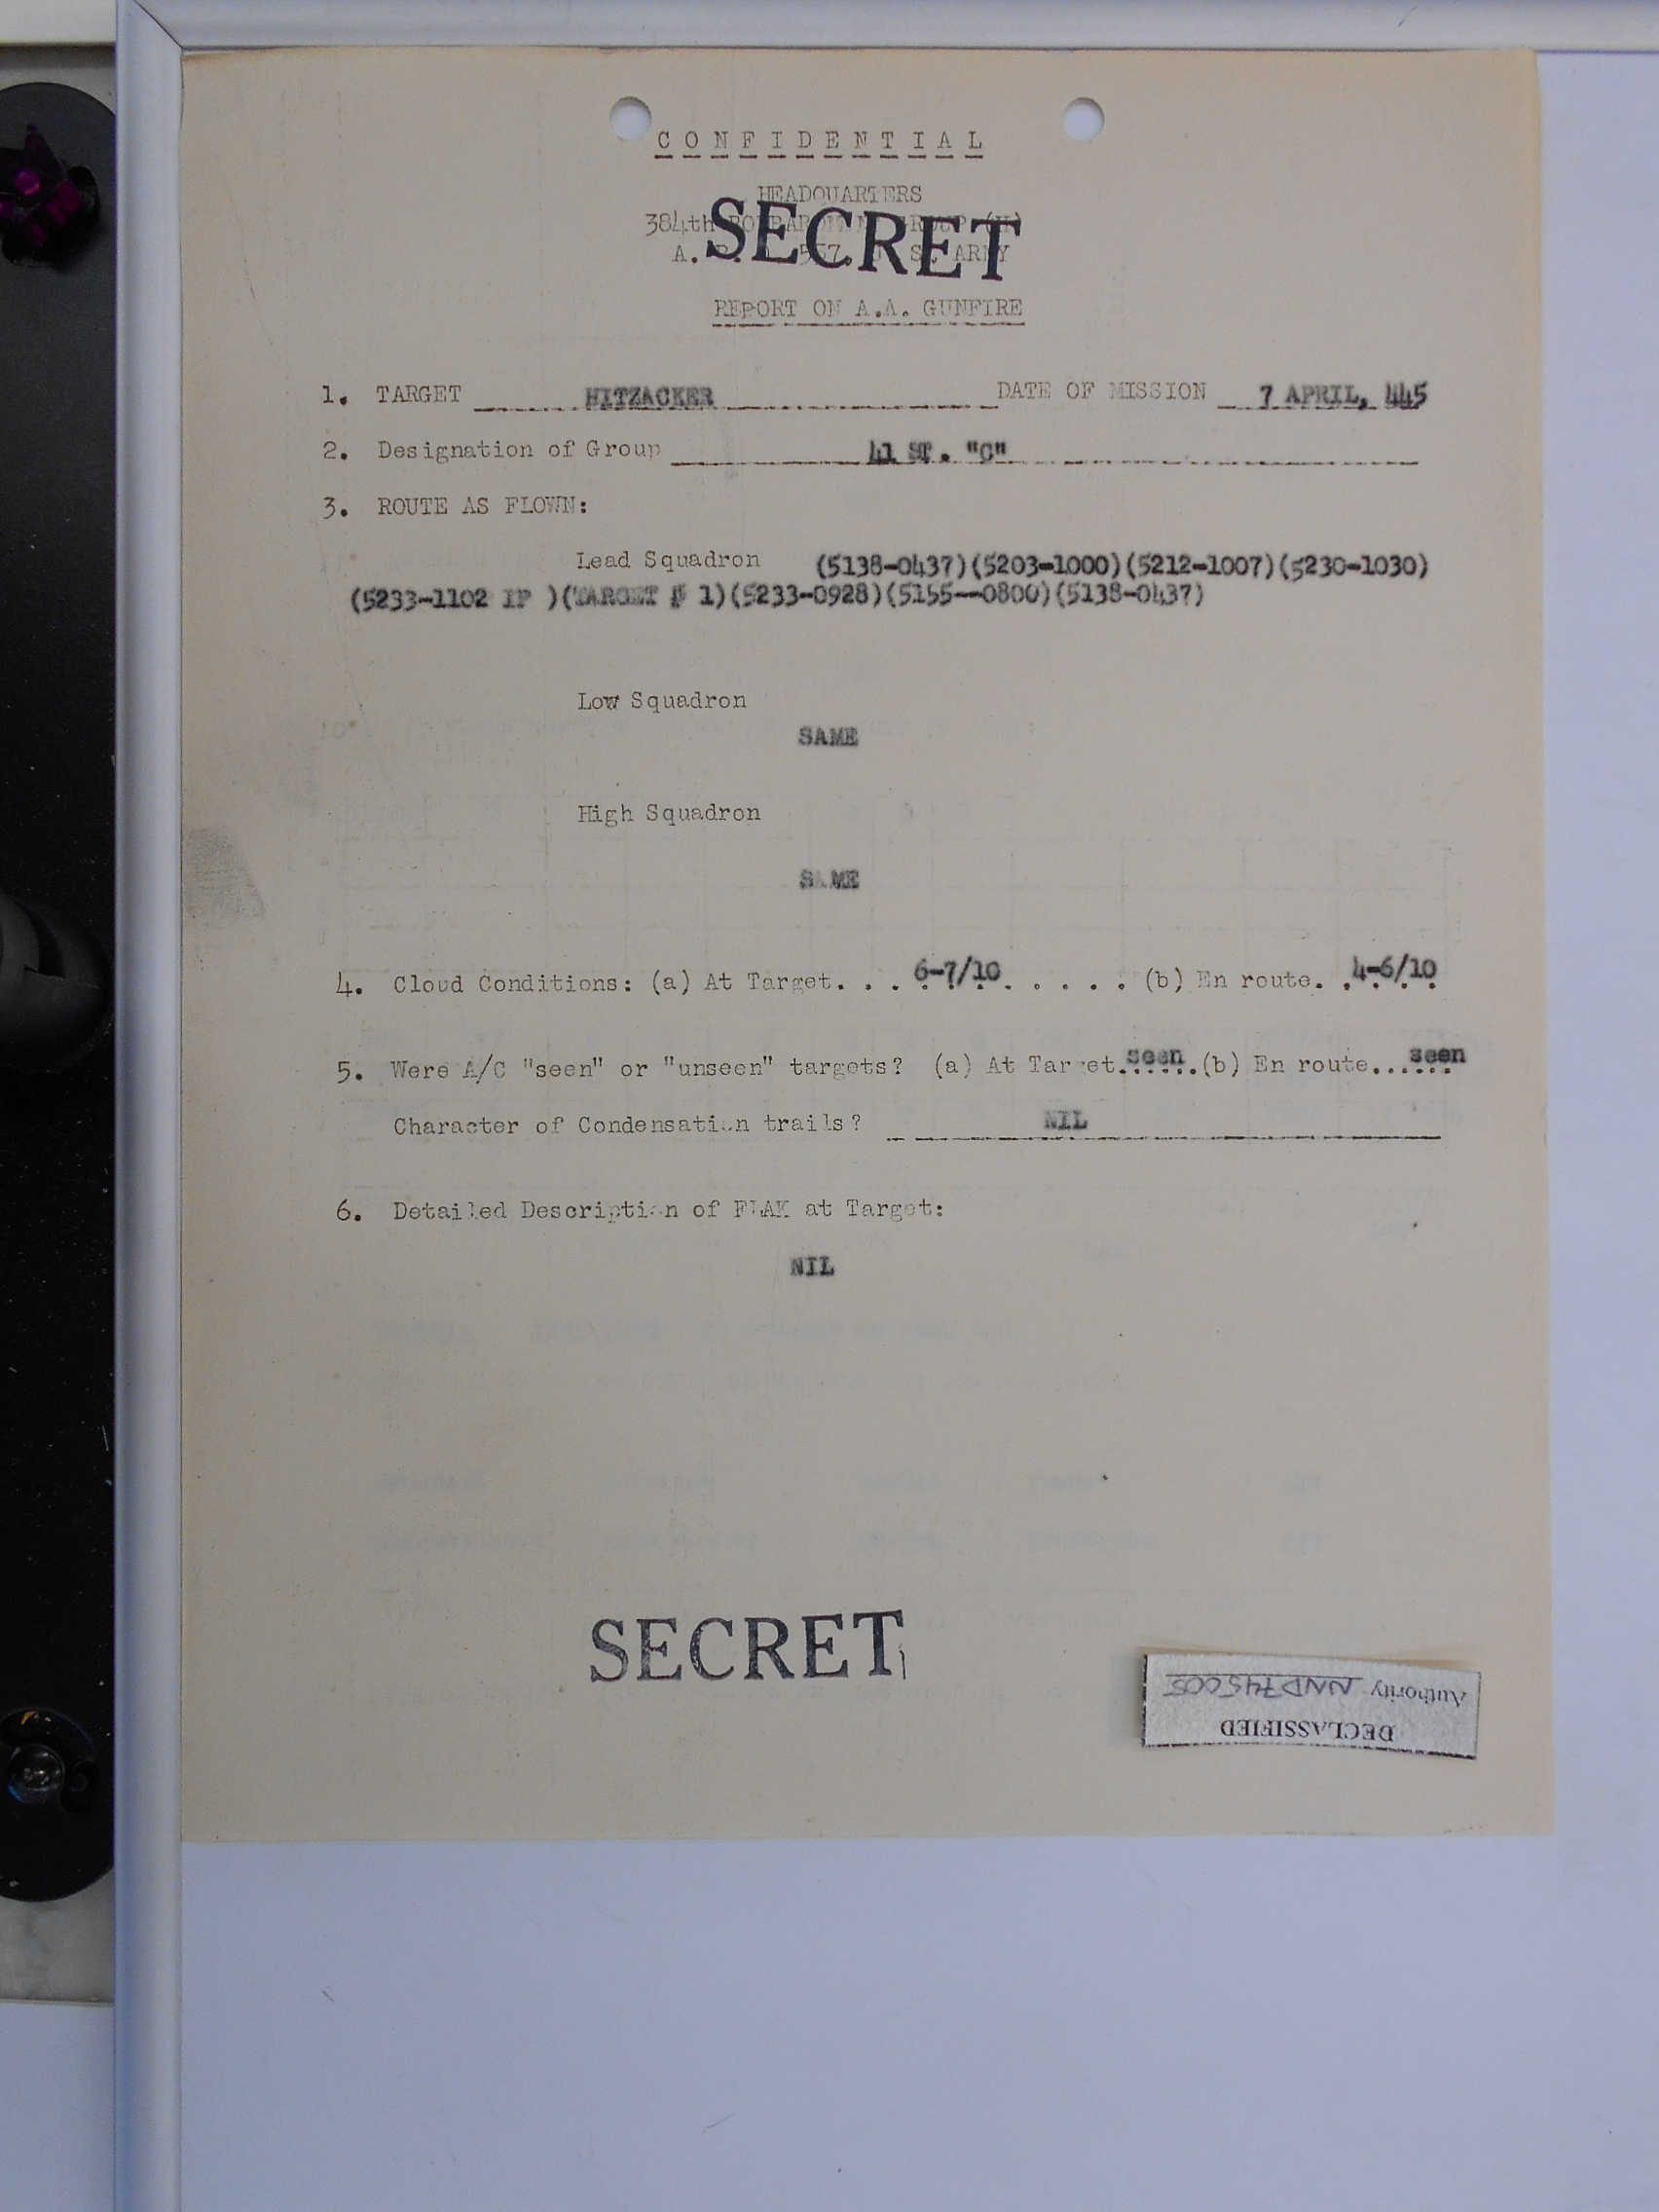 CONFIDENTIAL
HEADQUARTERS
SECRET
384th BOMBARDMENT GROUP (H)
A. P. 557, U. S. ARMY
REPORT ON A.A. GUNFIRE
1. TARGET HITZACKER DATE OF MISSION 7 APRIL, 445
2. Designation of Group 41 ST. "C"
3. ROUTE AS FLOWN:
Lead Squadron (5138-0437)(5203-1000)(5212-1007)(5230-1030)
(5233-1102 IP )(TARGET # 1)(5233-0928)(5155--0800)(5138-0437)
Low Squadron
SAME
High Squadron
SAME
4. Cloud Conditions: (a) At Target. . . 6-7/10 . . . . . (b) En route. . 4-6/10
5. Were A/C "seen" or "unseen" targets? (a) At Target.seen.(b) En route...seen
Character of Condensation trails? NIL
6. Detailed Description of FLAK at Target:
NIL
SECRET
DECLASSIFIED
Authority NND745005